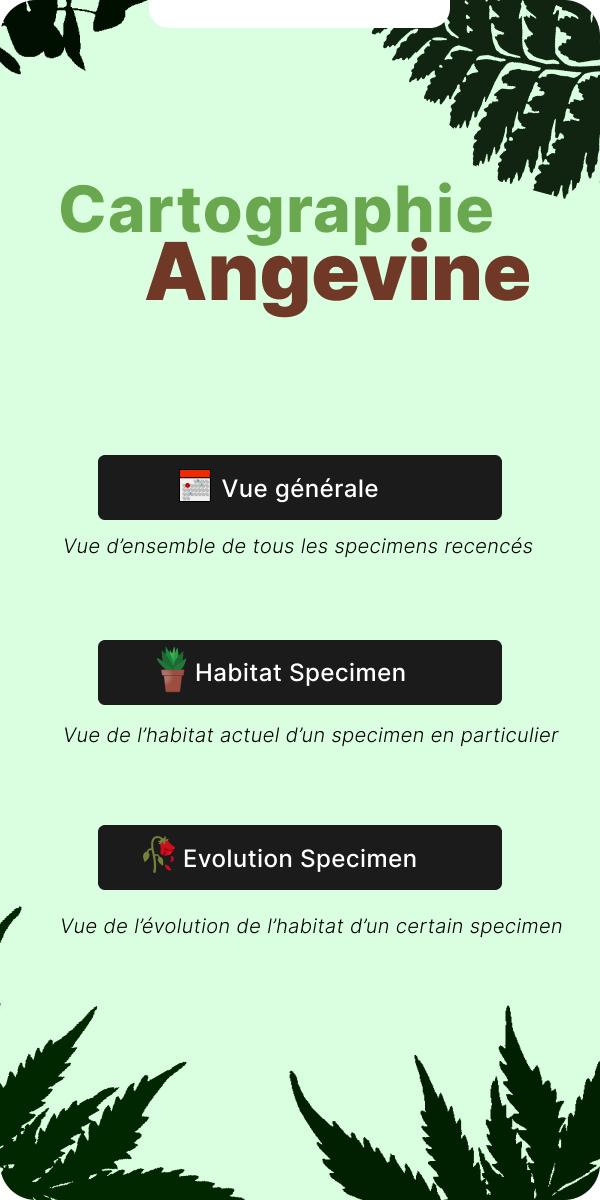 Cartographie
Angevine
Vue générale
Vue d’ensemble de tous les specimens recencés
Habitat Specimen
Vue de l’habitat actuel d’un specimen en particulier
Evolution Specimen
Vue de l’évolution de l’habitat d’un certain specimen